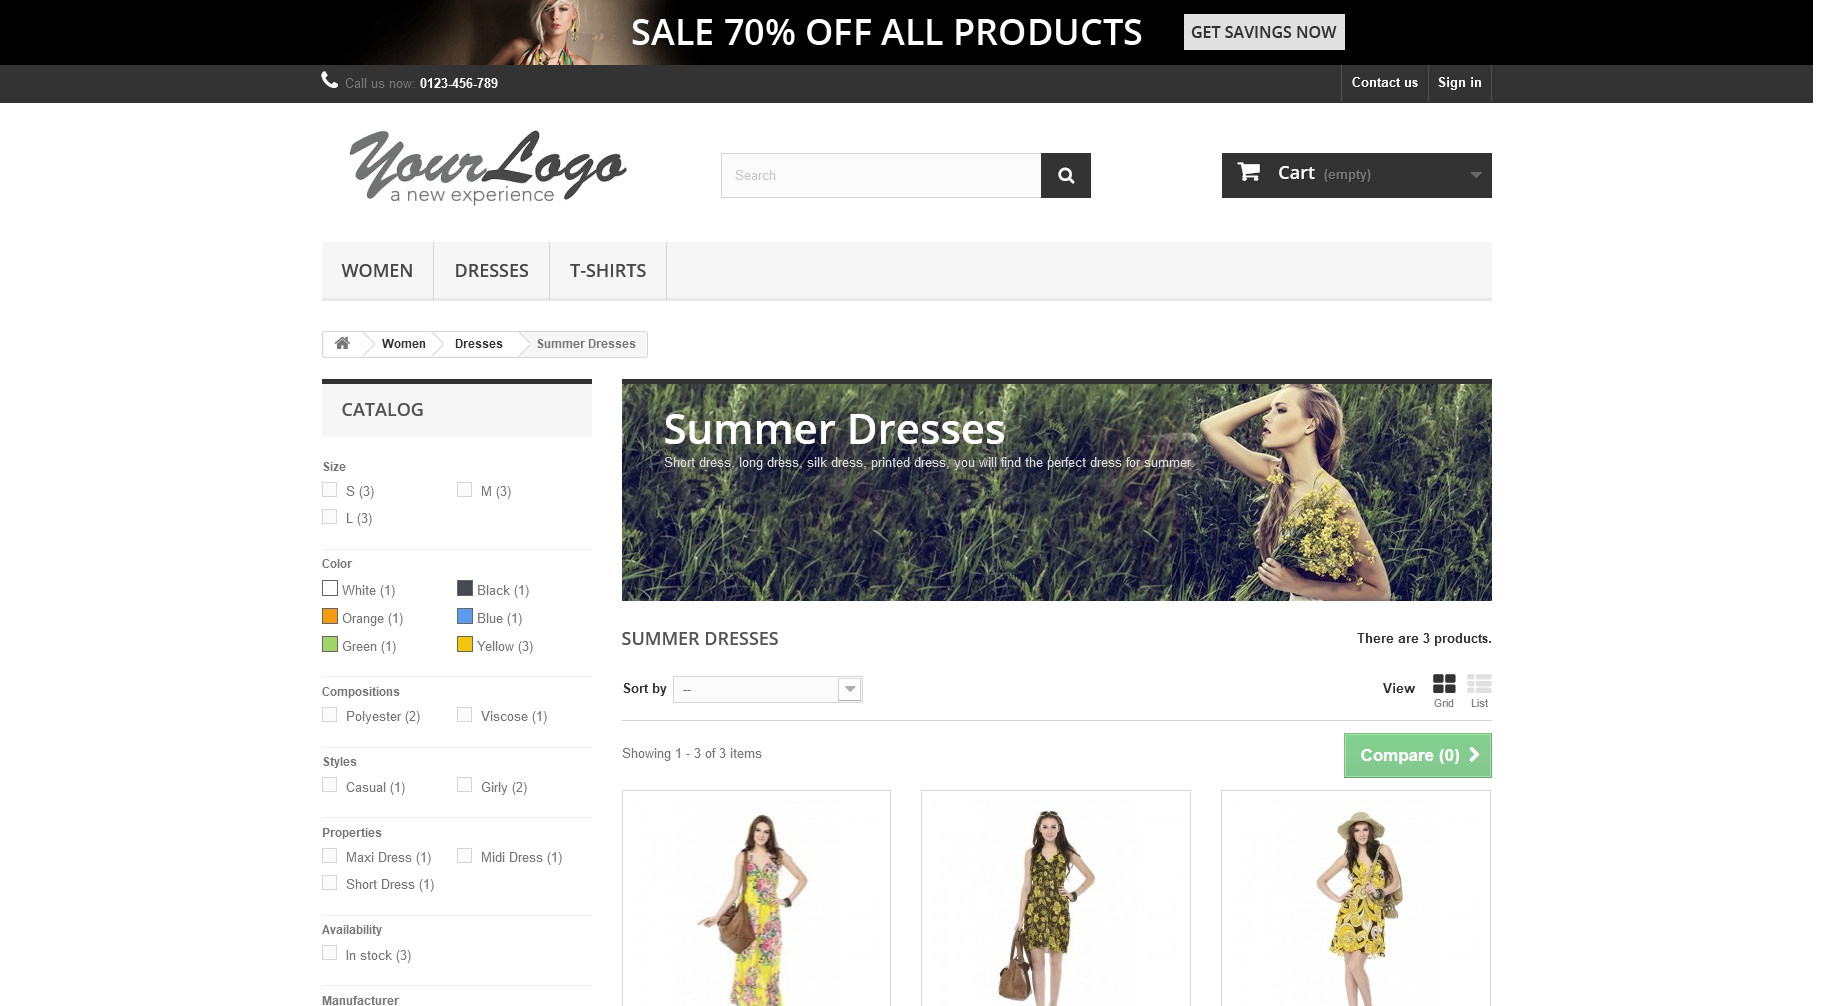 SALE 70% OFF ALL PRODUCTS
GET SAVINGS NOW
Call us now: 0123-456-789
Contact us
Sign in
YourLogo
a new experience
Search
Cart (empty)
WOMEN
DRESSES
T-SHIRTS
Women
Dresses
Summer Dresses
CATALOG
Size
S (3)
M (3)
L (3)
Color
White (1)
Black (1)
Orange (1)
Blue (1)
Green (1)
Yellow (3)
Compositions
Polyester (2)
Viscose (1)
Styles
Casual (1)
Girly (2)
Properties
Maxi Dress (1)
Midi Dress (1)
Short Dress (1)
Availability
In stock (3)
Manufacturer
Summer Dresses
Short dress, long dress, silk dress, printed dress, you will find the perfect dress for summer.
SUMMER DRESSES
There are 3 products.
Sort by
--
View
Grid
List
Showing 1 - 3 of 3 items
Compare (0)